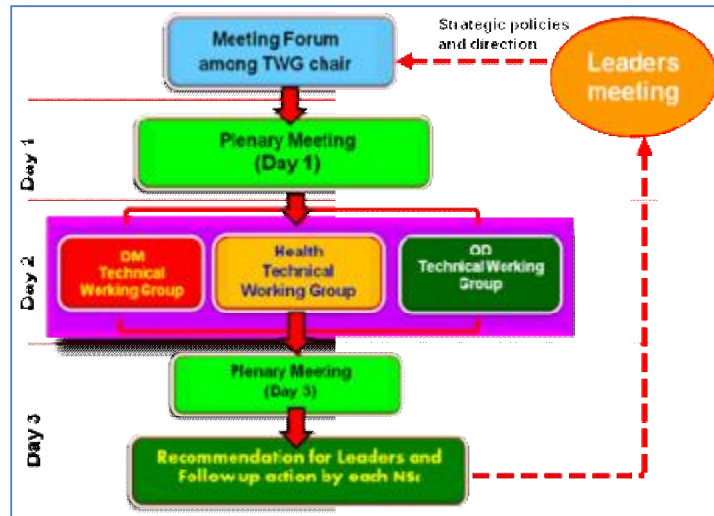 Meeting Forum
among TWG chair
Strategic policies
and direction
Leaders
meeting
Day 1
Plenary Meeting
(Day 1)
Day 2
DM
Technical
Working Group
Health
Technical
Working Group
OD
Technical Working
Group
Day 3
Plenary Meeting
(Day 3)
Recommendation for Leaders and
Follow up action by each NSs